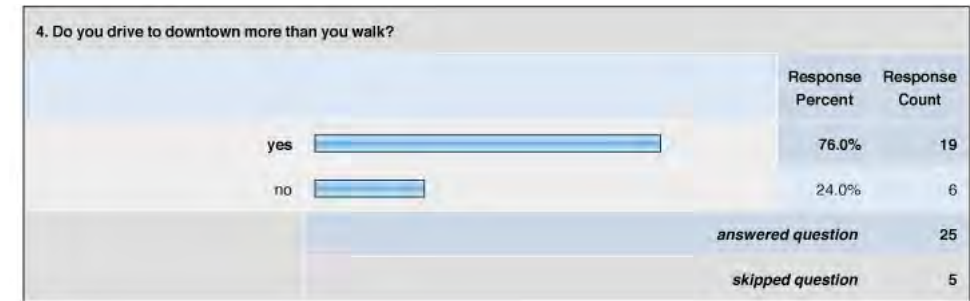 4. Do you drive to downtown more than you walk?
Response Percent Response Count
yes 76.0% 19
no 24.0% 6
answered question 25
skipped question 5